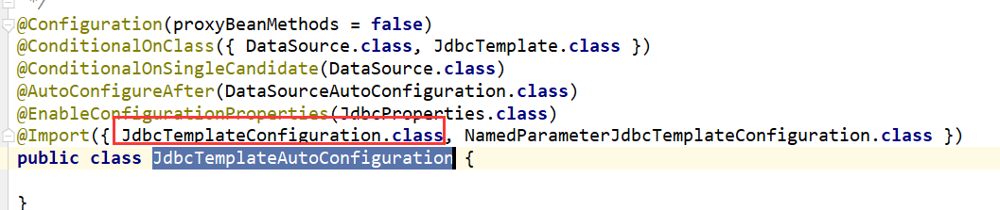 */
@Configuration(proxyBeanMethods = false)
@ConditionalOnClass({ DataSource.class, JdbcTemplate.class })
@ConditionalOnSingleCandidate(DataSource.class)
@AutoConfigureAfter(DataSourceAutoConfiguration.class)
@EnableConfigurationProperties(JdbcProperties.class)
@Import({ JdbcTemplateConfiguration.class, NamedParameterJdbcTemplateConfiguration.class })
public class JdbcTemplateAutoConfiguration {
}